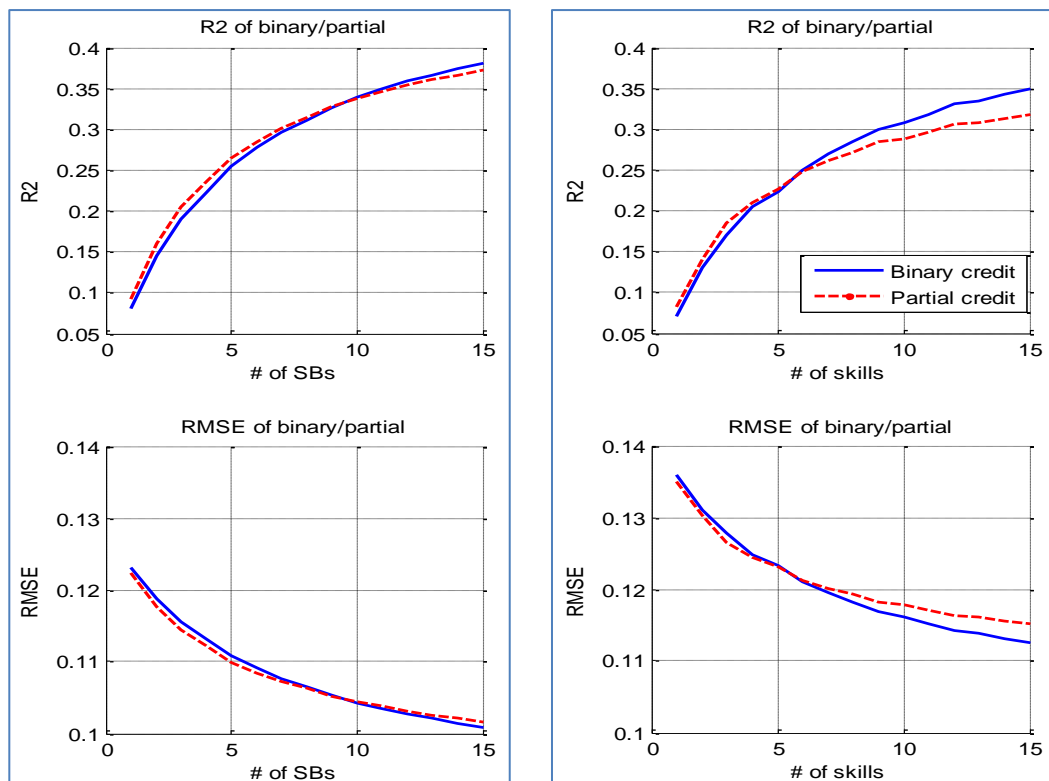 R2 of binary/partial
0.4
0.35
0.3
0.25
0.2
0.15
0.1
0.05
R2
0 5 10 15
# of SBs
R2 of binary/partial
0.4
0.35
0.3
0.25
0.2
0.15
0.1
0.05
R2
Binary credit
Partial credit
0 5 10 15
# of skills
RMSE of binary/partial
0.14
0.13
0.12
0.11
0.1
RMSE
0 5 10 15
# of SBs
RMSE of binary/partial
0.14
0.13
0.12
0.11
0.1
RMSE
0 5 10 15
# of skills